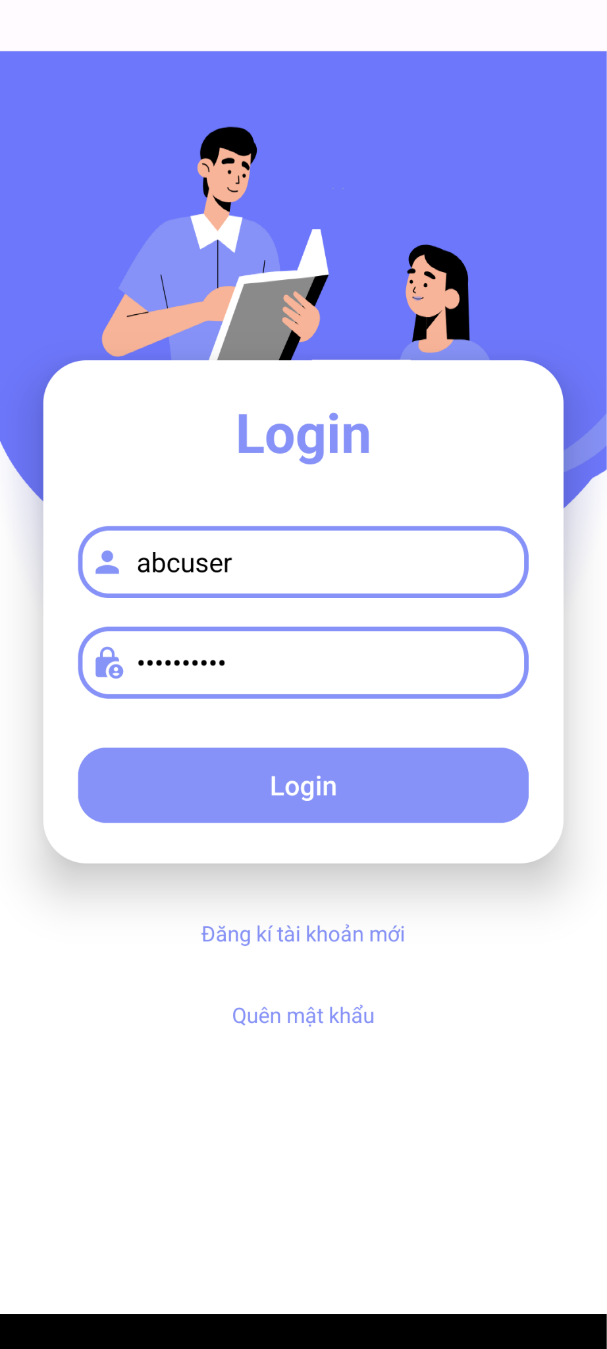 Login
abcuser
••••••••••
Login
Đăng kí tài khoản mới
Quên mật khẩu